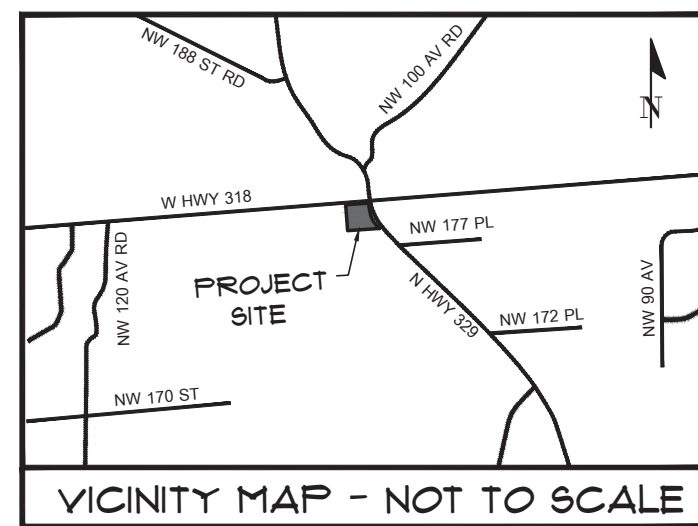 NW 188 ST RD
NW 100 AV RD
N
W HWY 318
NW 177 PL
NW 120 AV RD
PROJECT
SITE
N HWY 329
NW 172 PL
NW 90 AV
NW 170 ST
VICINITY MAP - NOT TO SCALE